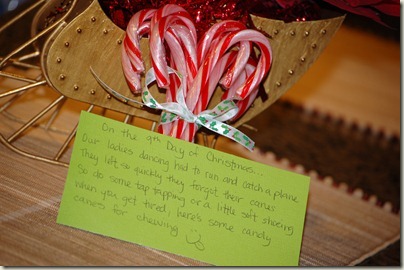 On the 9th Day of Christmas...
Our ladies dancing had to run and catch a plane
They left so quickly they forgot their canes
So do some tap tapping or a little soft shoeing
when you get tired, here's some candy
canes for chewing